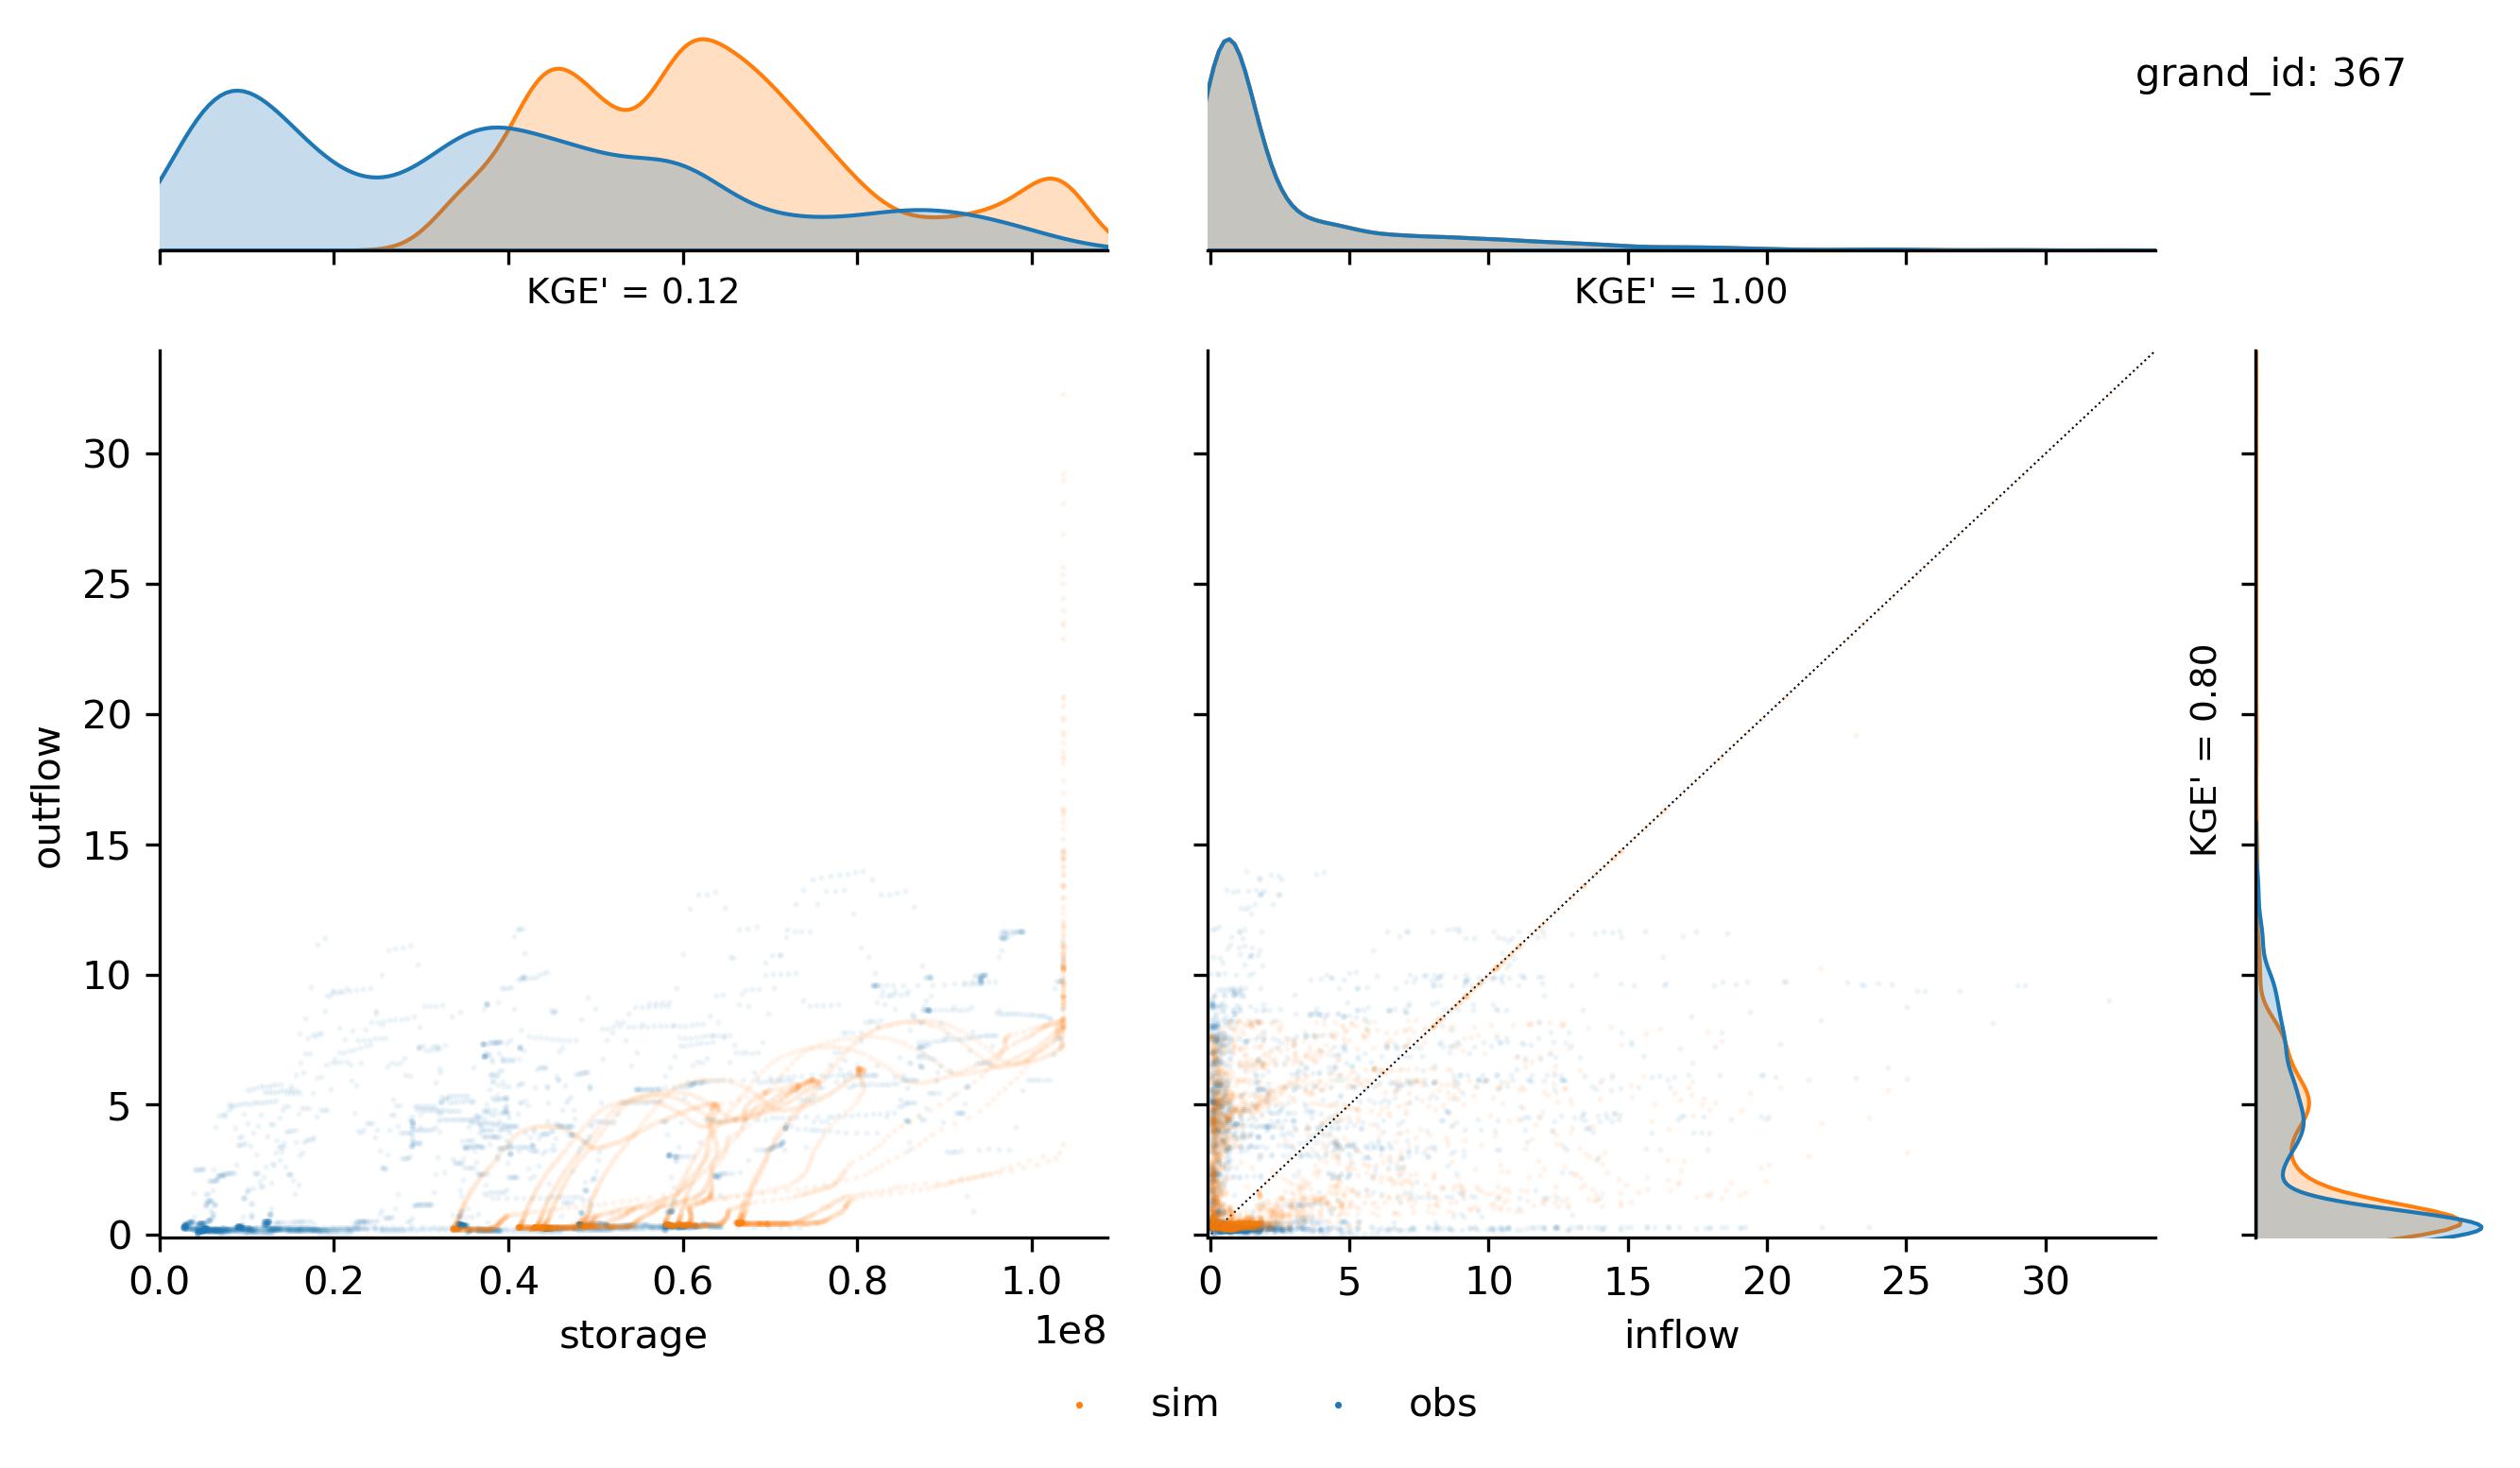 grand_id: 367
KGE' = 0.12
KGE' = 1.00
30
25
20
15
10
5
0
outflow
KGE' = 0.80
0.0 0.2 0.4 0.6 0.8 1.0
1e8
storage
0 5 10 15 20 25 30
inflow
sim obs